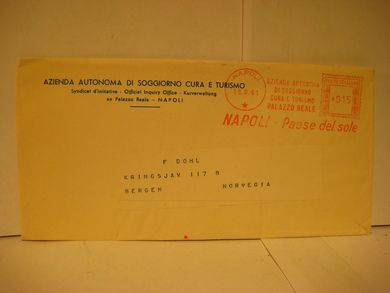 AZIENDA AUTONOMA DI SOGGIORNO CURA E TURISMO
Syndicat d'Initiative - Official Inquiry Office - Kurverwaltung
ex Palazzo Reale - NAPOLI
NAPOLI
AZIENDA AUTONOMA
DI SOGGIORNO
CURA E TURISMO
PALAZZO REALE
015
NAPOLI - Paese del sole
F DOHL
KRINGSJAV 117 B
BERGEN NORVEGIA